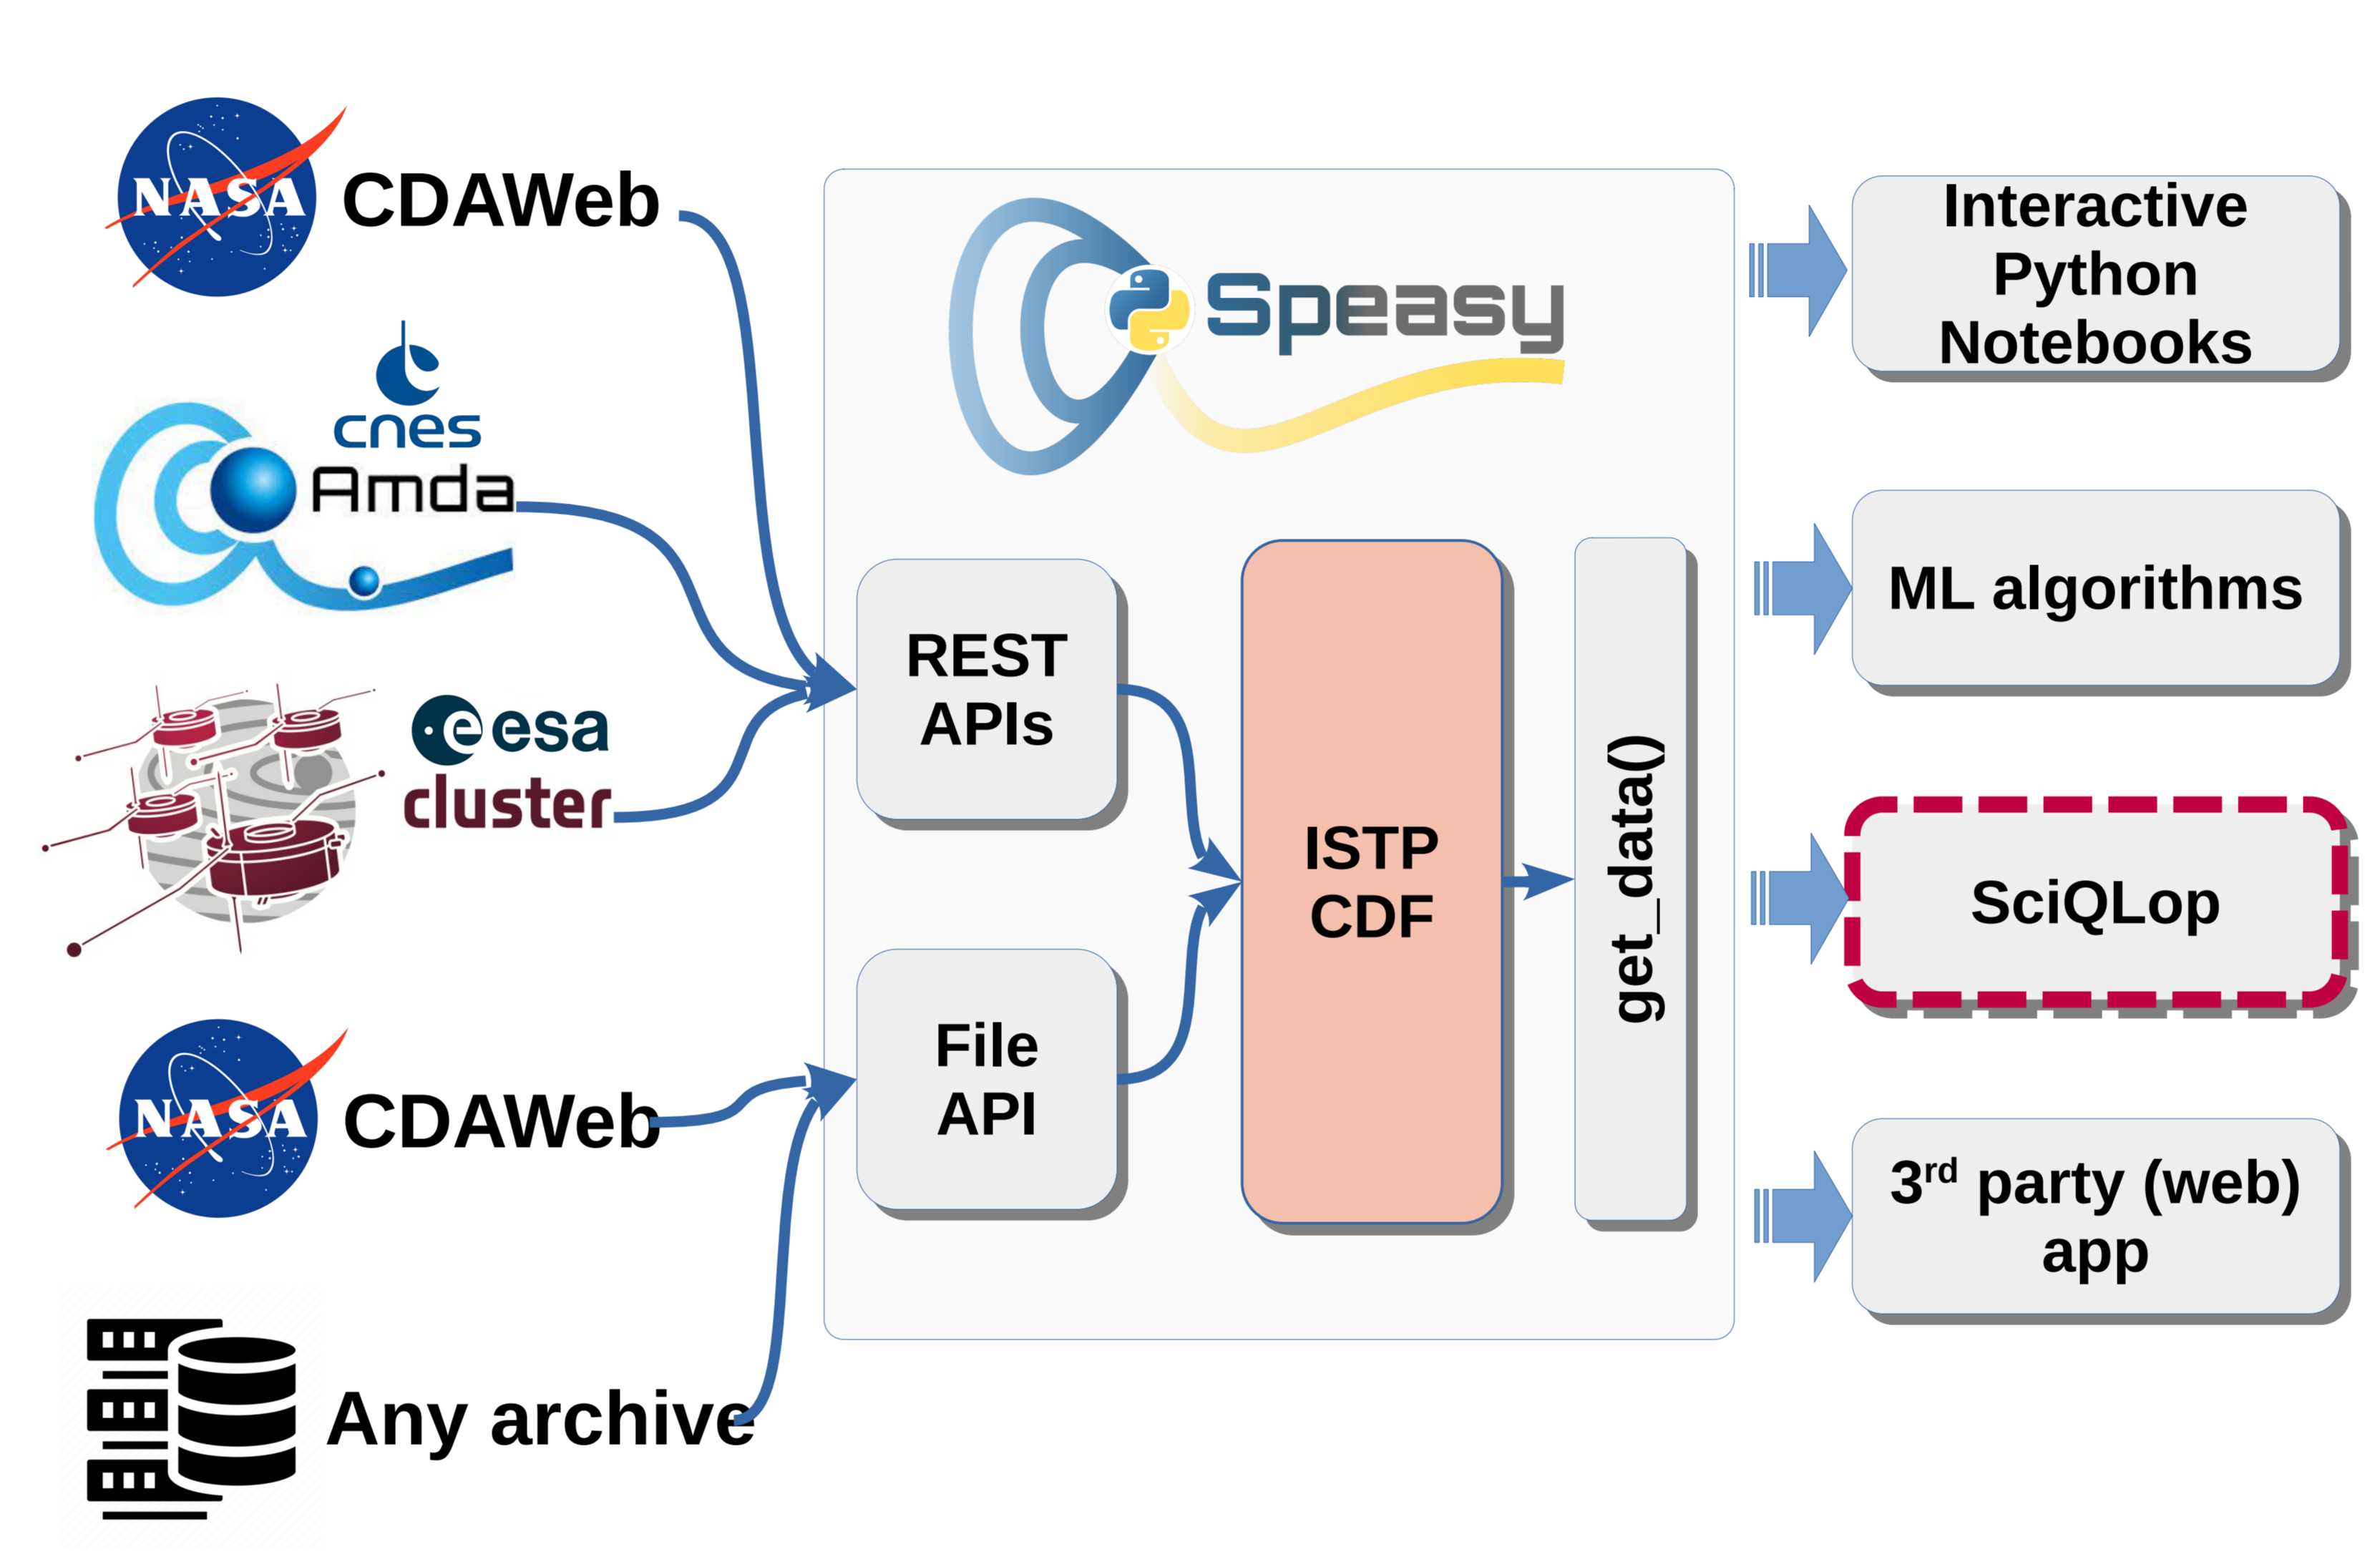 NASA CDAWeb
cnes
Amda
esa
cluster
NASA CDAWeb
Any archive
Speasy
REST
APIs
File
API
ISTP
CDF
get_data()
Interactive
Python
Notebooks
ML algorithms
SciQLop
3rd party (web)
app